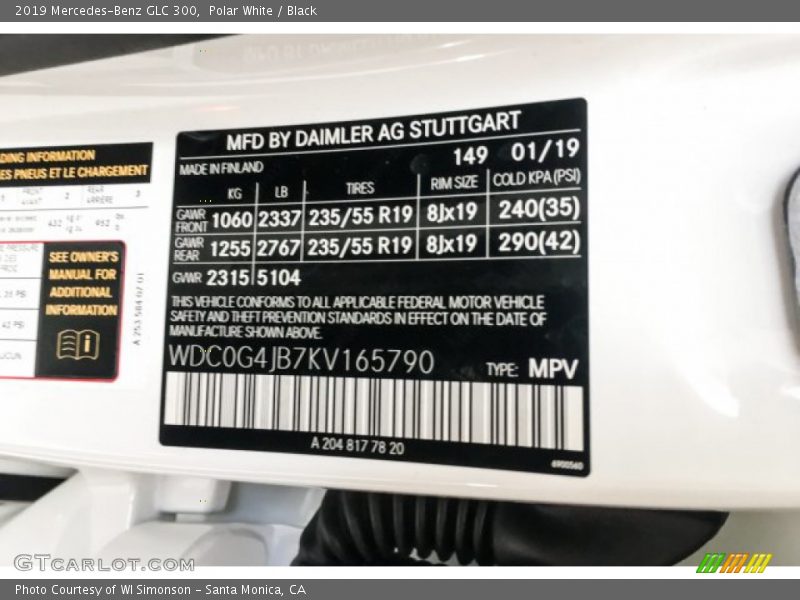 2019 Mercedes-Benz GLC 300, Polar White / Black
DING INFORMATION
ES PNEUS ET LE CHARGEMENT
SEE OWNER'S
MANUAL FOR
ADDITIONAL
INFORMATION
A 253 584 07 01
MFD BY DAIMLER AG STUTTGART
MADE IN FINLAND 149 01/19
KG LB TIRES RIM SIZE COLD KPA (PSI)
GAWR FRONT 1060 2337 235/55 R19 8Jx19 240(35)
GAWR REAR 1255 2767 235/55 R19 8Jx19 290(42)
GVWR 2315 5104
THIS VEHICLE CONFORMS TO ALL APPLICABLE FEDERAL MOTOR VEHICLE
SAFETY AND THEFT PREVENTION STANDARDS IN EFFECT ON THE DATE OF
MANUFACTURE SHOWN ABOVE.
WDC0G4JB7KV165790 TYPE: MPV
A 204 817 78 20
6900560
GTCARLOT.COM
Photo Courtesy of WI Simonson - Santa Monica, CA